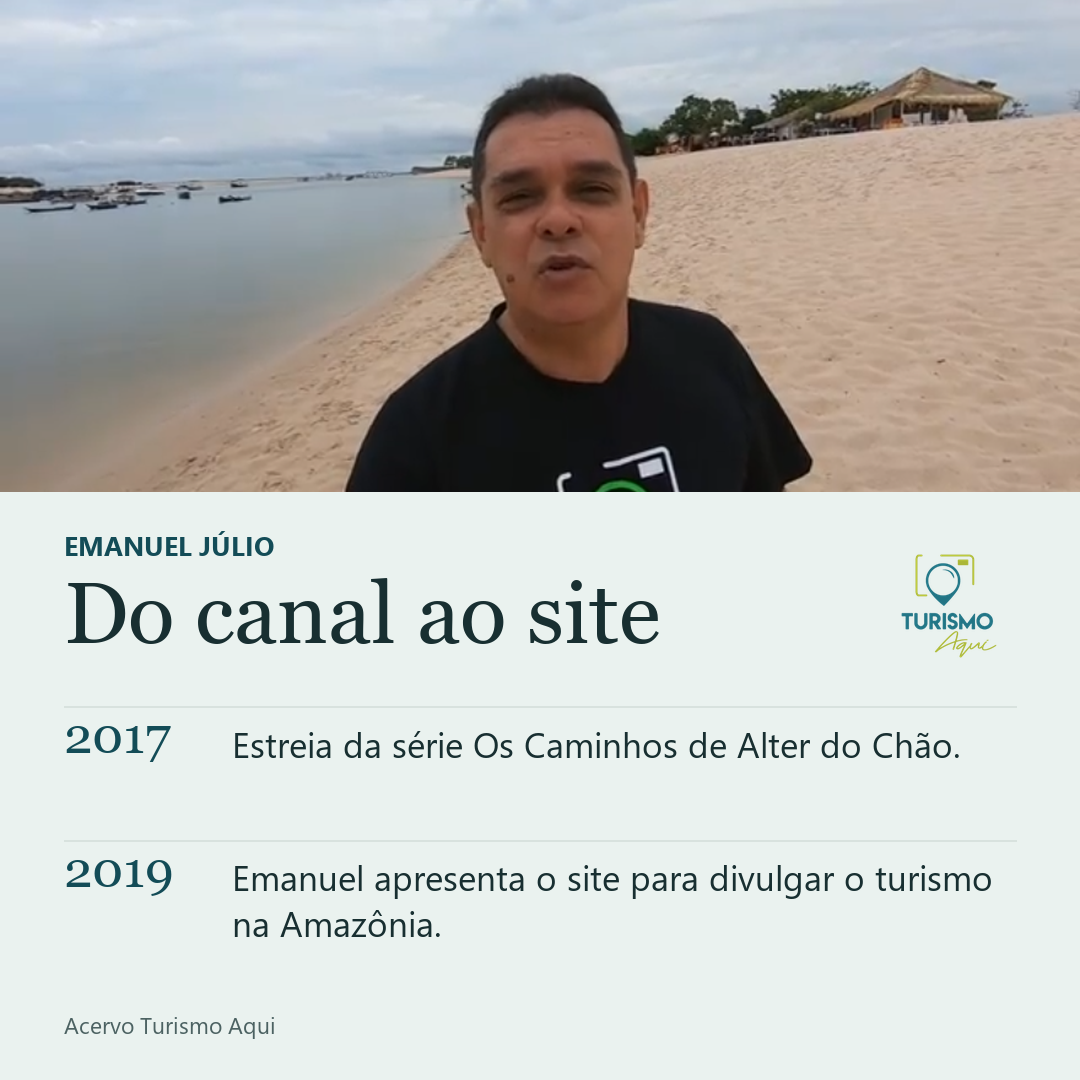 EMANUEL JÚLIO
Do canal ao site
TURISMO
Aqui
2017
Estreia da série Os Caminhos de Alter do Chão.
2019
Emanuel apresenta o site para divulgar o turismo
na Amazônia.
Acervo Turismo Aqui